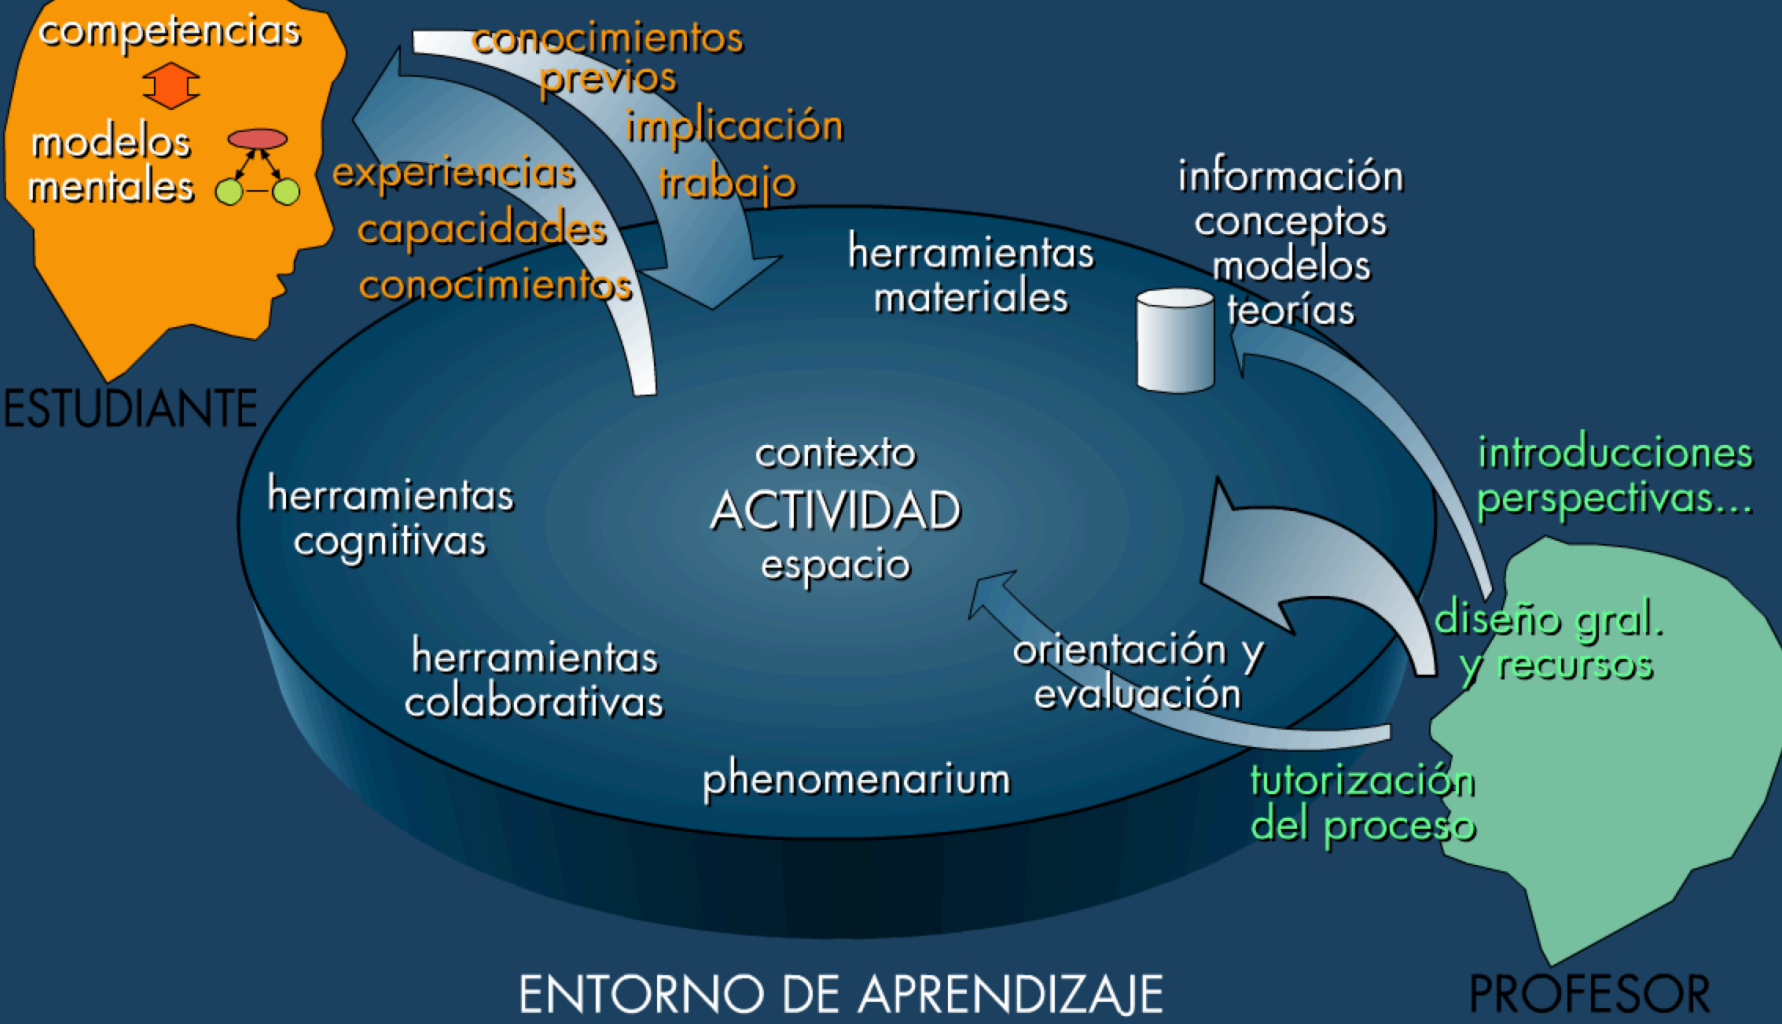 competencias
modelos
mentales
ESTUDIANTE
conocimientos
previos
implicación
trabajo
experiencias
capacidades
conocimientos
herramientas
materiales
información
conceptos
modelos
teorías
herramientas
cognitivas
contexto
ACTIVIDAD
espacio
introducciones
perspectivas...
diseño gral.
y recursos
herramientas
colaborativas
orientación y
evaluación
phenomenarium
tutorización
del proceso
ENTORNO DE APRENDIZAJE
PROFESOR